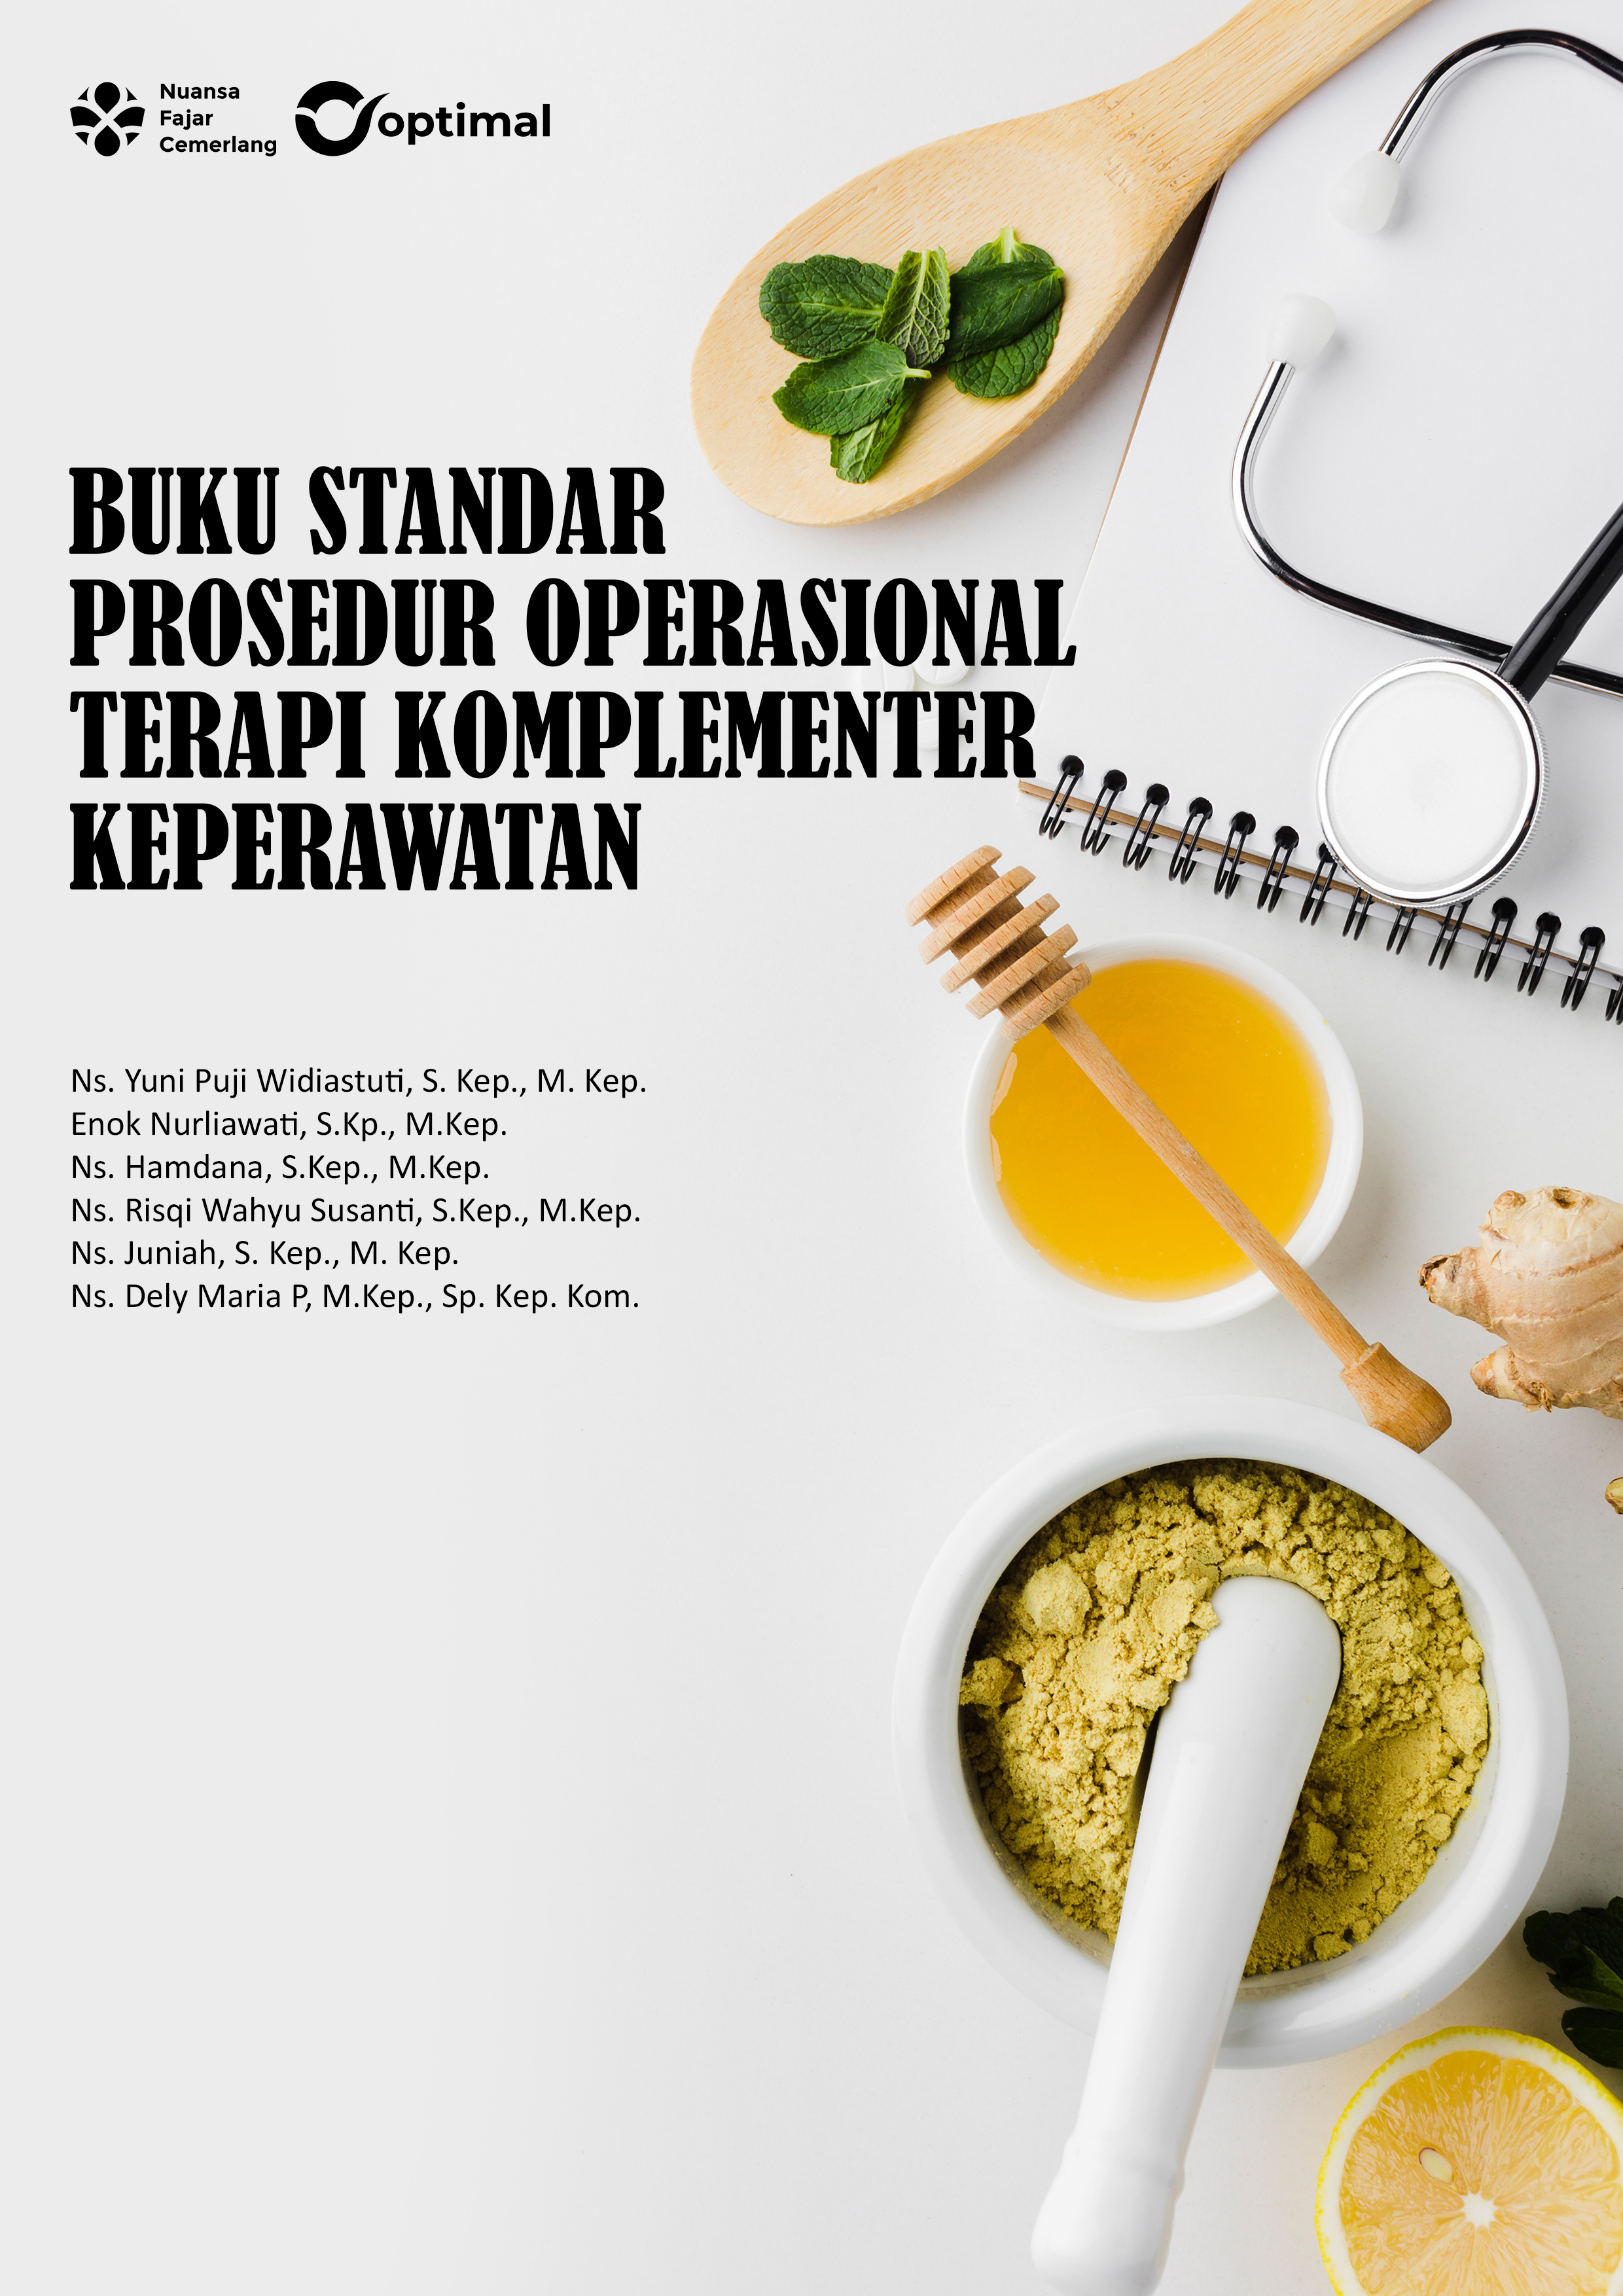 Nuansa
Fajar
Cemerlang
optimal
BUKU STANDAR
PROSEDUR OPERASIONAL
TERAPI KOMPLEMENTER
KEPERAWATAN
Ns. Yuni Puji Widiastuti, S. Kep., M. Kep.
Enok Nurliawati, S.Kp., M.Kep.
Ns. Hamdana, S.Kep., M.Kep.
Ns. Risqi Wahyu Susanti, S.Kep., M.Kep.
Ns. Juniah, S. Kep., M. Kep.
Ns. Dely Maria P, M.Kep., Sp. Kep. Kom.